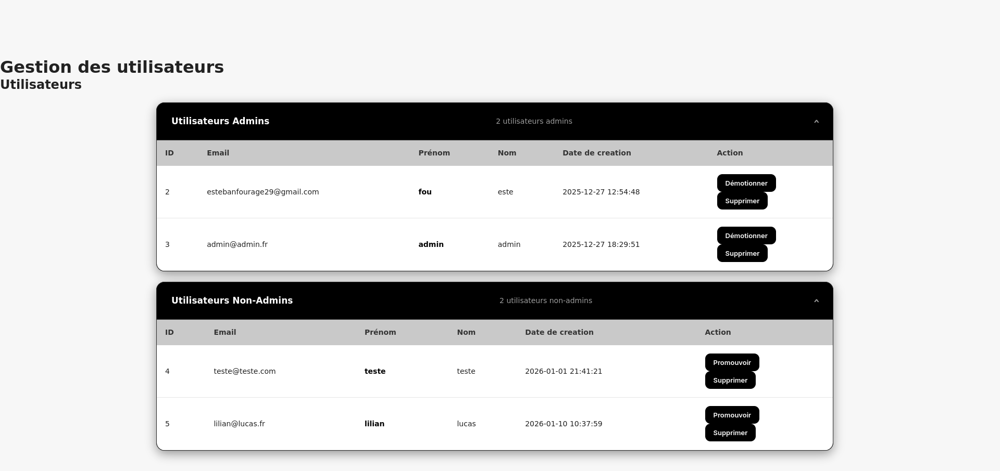 Gestion des utilisateurs
Utilisateurs
Utilisateurs Admins 2 utilisateurs admins ^
ID Email Prénom Nom Date de creation Action
2 estebanfourage29@gmail.com fou este 2025-12-27 12:54:48 Démotionner
Supprimer
3 admin@admin.fr admin admin 2025-12-27 18:29:51 Démotionner
Supprimer
Utilisateurs Non-Admins 2 utilisateurs non-admins ^
ID Email Prénom Nom Date de creation Action
4 teste@teste.com teste teste 2026-01-01 21:41:21 Promouvoir
Supprimer
5 lilian@lucas.fr lilian lucas 2026-01-10 10:37:59 Promouvoir
Supprimer